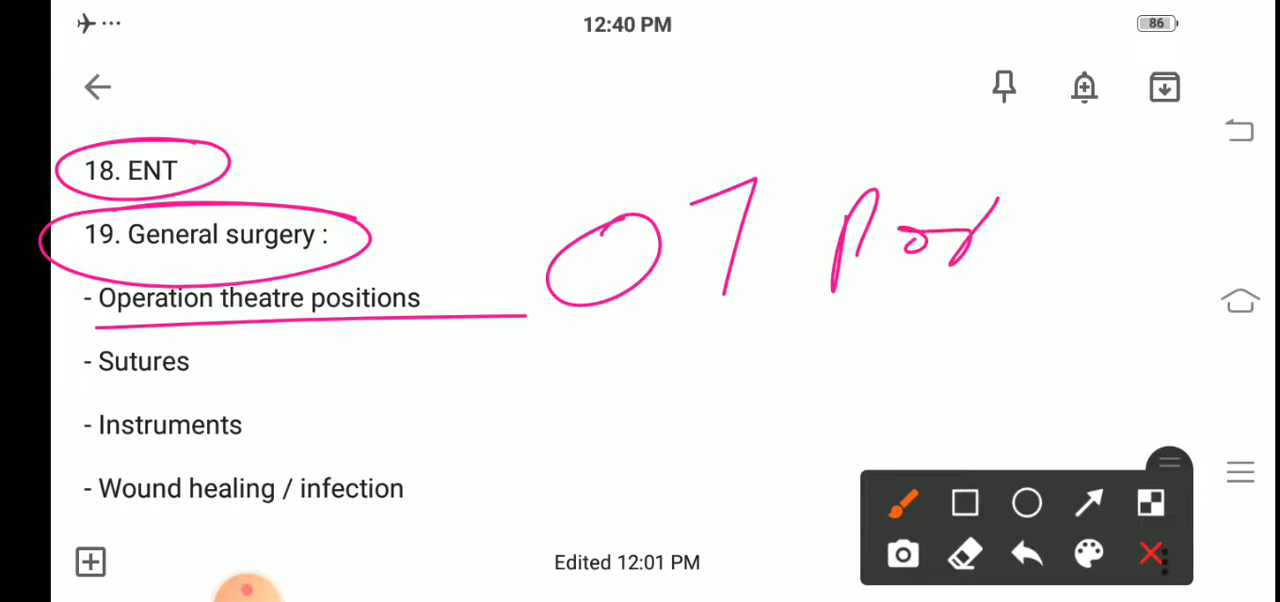 12:40 PM
86
18. ENT
19. General surgery :
- Operation theatre positions
OT
- Sutures
- Instruments
- Wound healing / infection
Edited 12:01 PM